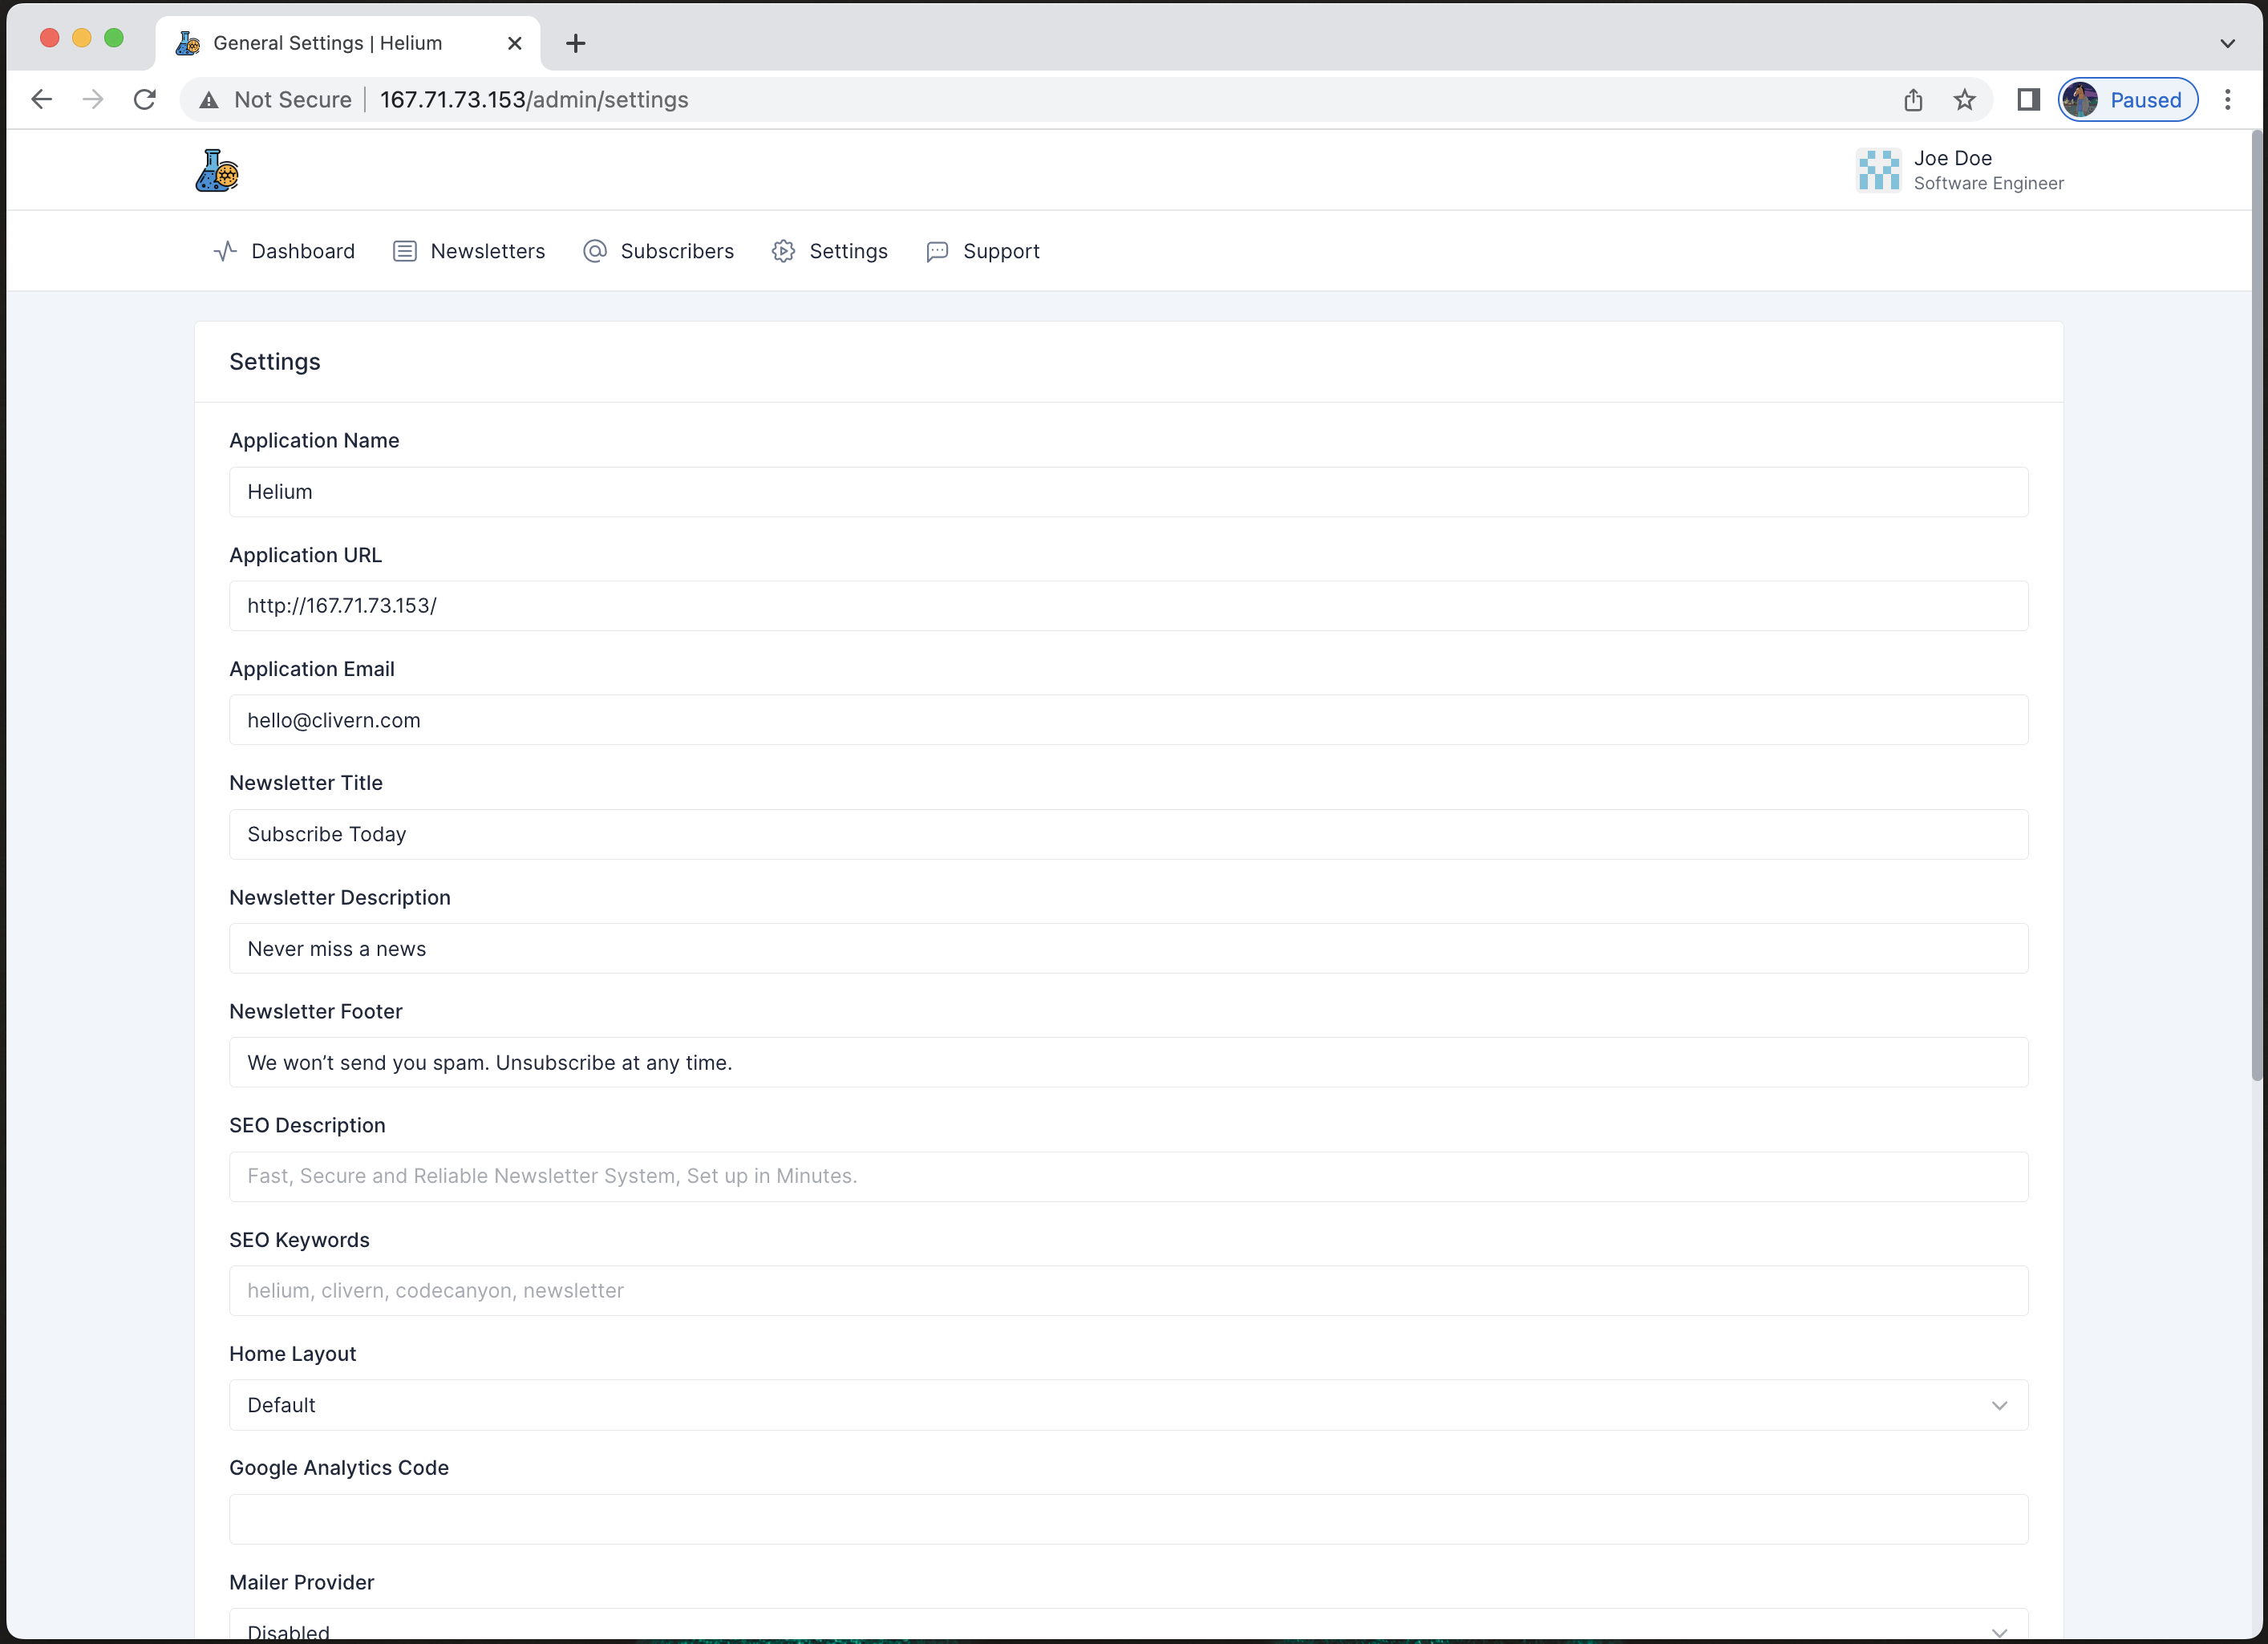 General Settings | Helium
Not Secure
167.71.73.153/admin/settings
Paused
Joe Doe
Software Engineer
Dashboard
Newsletters
Subscribers
Settings
Support
Settings
Application Name
Helium
Application URL
http://167.71.73.153/
Application Email
hello@clivern.com
Newsletter Title
Subscribe Today
Newsletter Description
Never miss a news
Newsletter Footer
We won’t send you spam. Unsubscribe at any time.
SEO Description
Fast, Secure and Reliable Newsletter System, Set up in Minutes.
SEO Keywords
helium, clivern, codecanyon, newsletter
Home Layout
Default
Google Analytics Code
Mailer Provider
Disabled